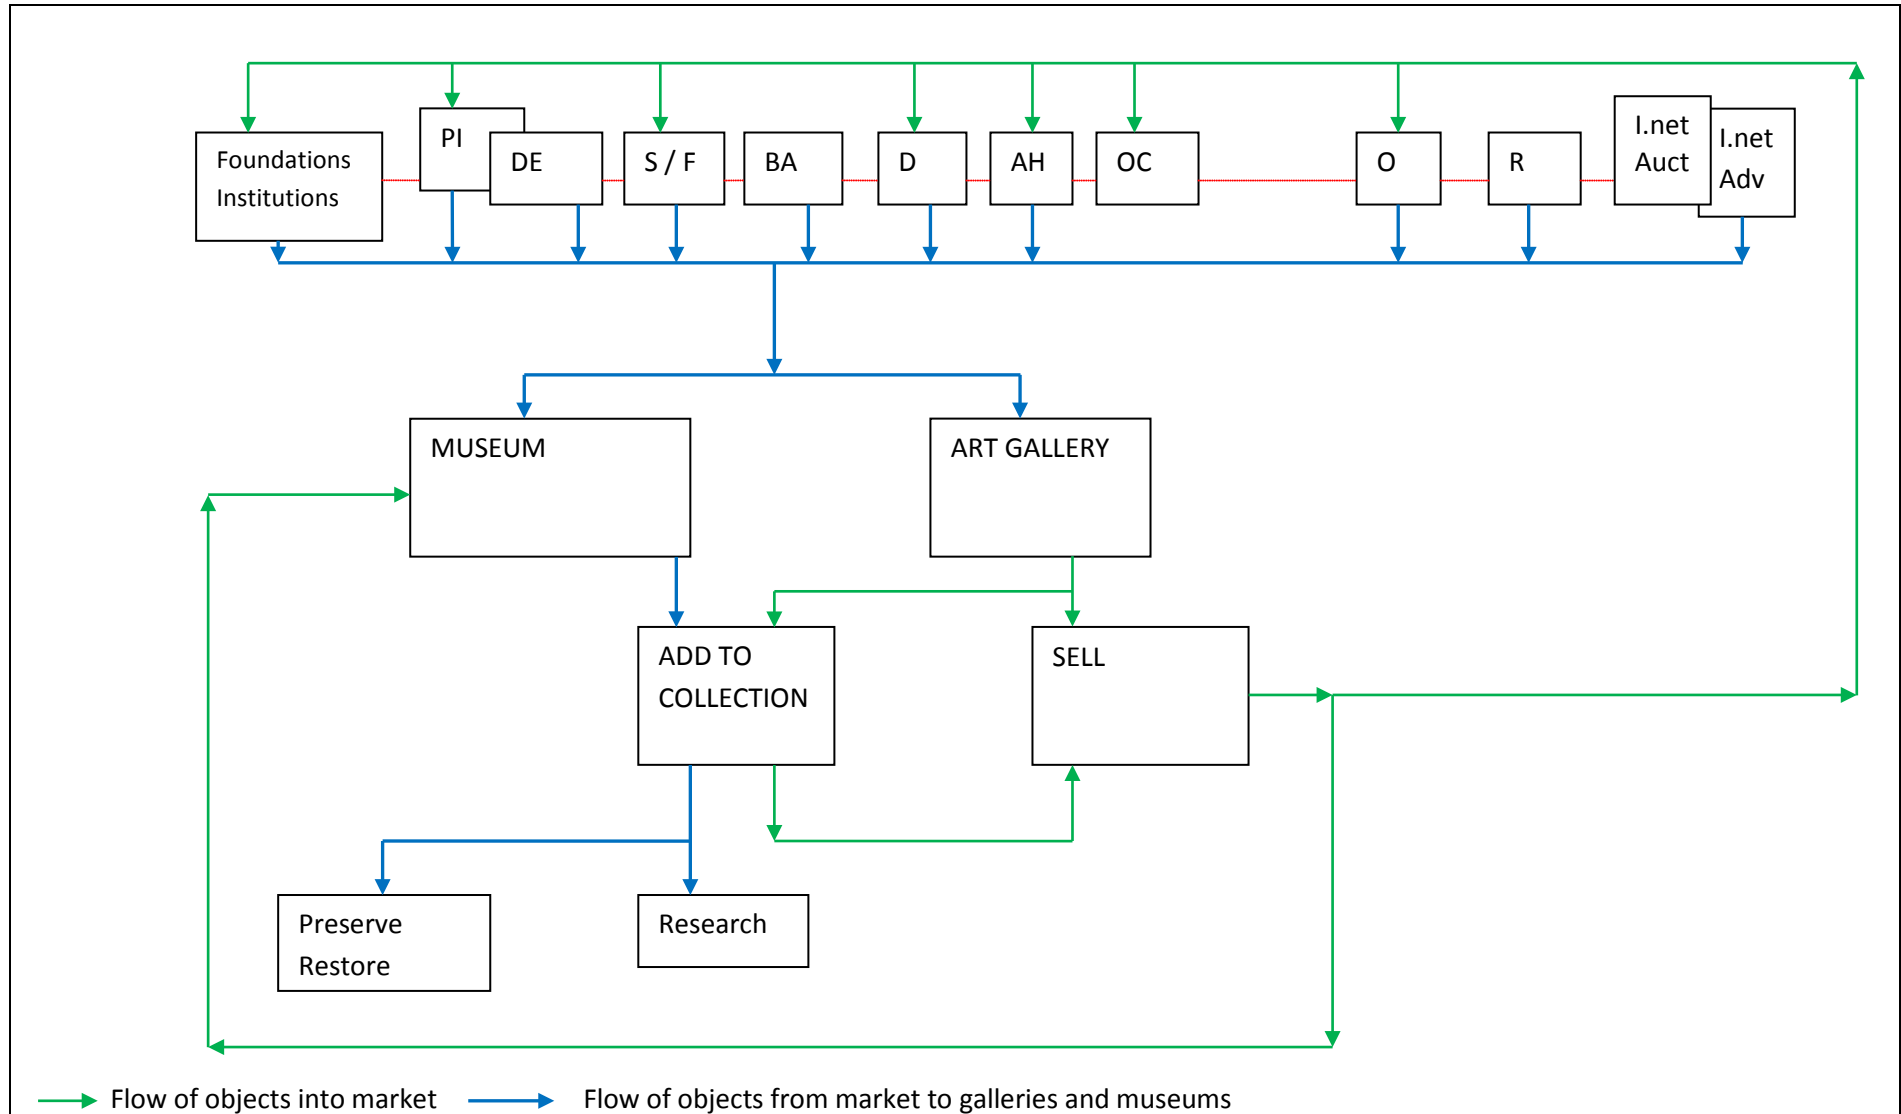 Foundations
Institutions
PI
DE
S / F
BA
D
AH
OC
O
R
I.net
Auct
I.net
Adv
MUSEUM
ART GALLERY
ADD TO
COLLECTION
SELL
Preserve
Restore
Research
Flow of objects into market
Flow of objects from market to galleries and museums